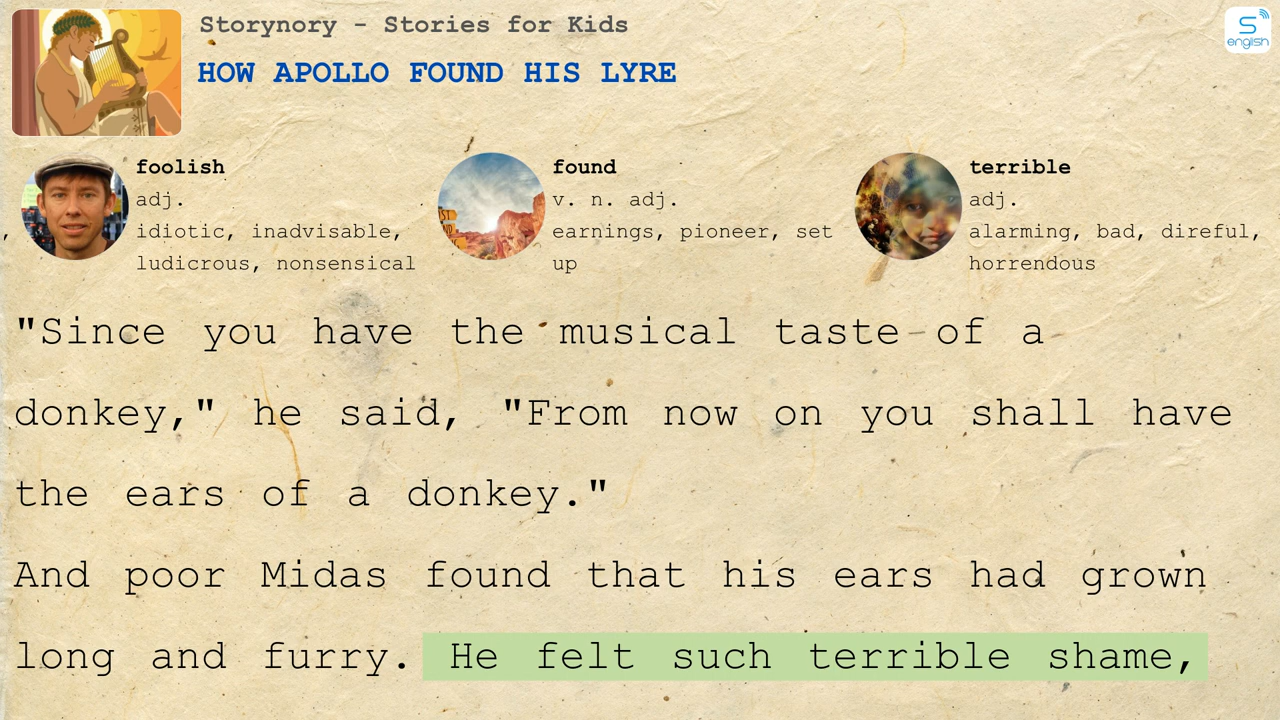 Storynory - Stories for Kids
HOW APOLLO FOUND HIS LYRE
S
english
foolish
adj.
idiotic, inadvisable,
ludicrous, nonsensical
found
v. n. adj.
earnings, pioneer, set
up
terrible
adj.
alarming, bad, direful,
horrendous
"Since you have the musical taste of a
donkey," he said, "From now on you shall have
the ears of a donkey."
And poor Midas found that his ears had grown
long and furry. He felt such terrible shame,